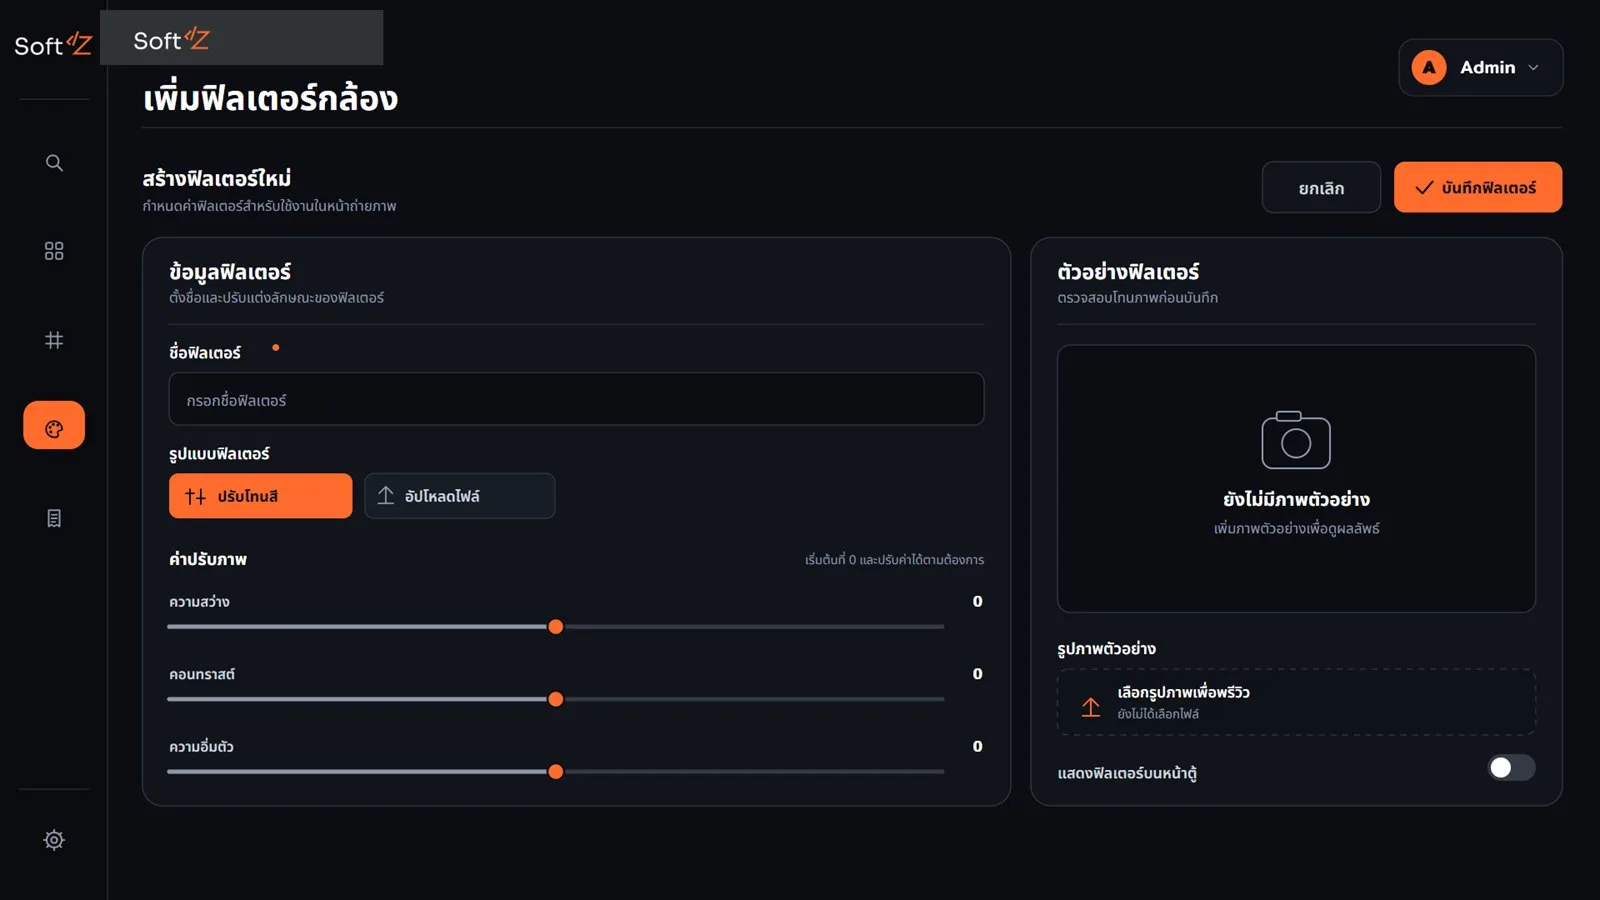 Soft</Z
Soft</Z
เพิ่มฟิลเตอร์กล้อง
A Admin
สร้างฟิลเตอร์ใหม่
กำหนดค่าฟิลเตอร์สำหรับใช้งานในหน้าถ่ายภาพ
ยกเลิก
บันทึกฟิลเตอร์
ข้อมูลฟิลเตอร์
ตั้งชื่อและปรับแต่งลักษณะของฟิลเตอร์
ชื่อฟิลเตอร์
กรอกชื่อฟิลเตอร์
รูปแบบฟิลเตอร์
ปรับโทนสี
อัปโหลดไฟล์
ค่าปรับภาพ
เริ่มต้นที่ 0 และปรับค่าได้ตามต้องการ
ความสว่าง 0
คอนทราสต์ 0
ความอิ่มตัว 0
ตัวอย่างฟิลเตอร์
ตรวจสอบโทนภาพก่อนบันทึก
ยังไม่มีภาพตัวอย่าง
เพิ่มภาพตัวอย่างเพื่อดูผลลัพธ์
รูปภาพตัวอย่าง
เลือกรูปภาพเพื่อพรีวิว
ยังไม่ได้เลือกไฟล์
แสดงฟิลเตอร์บนหน้าตู้